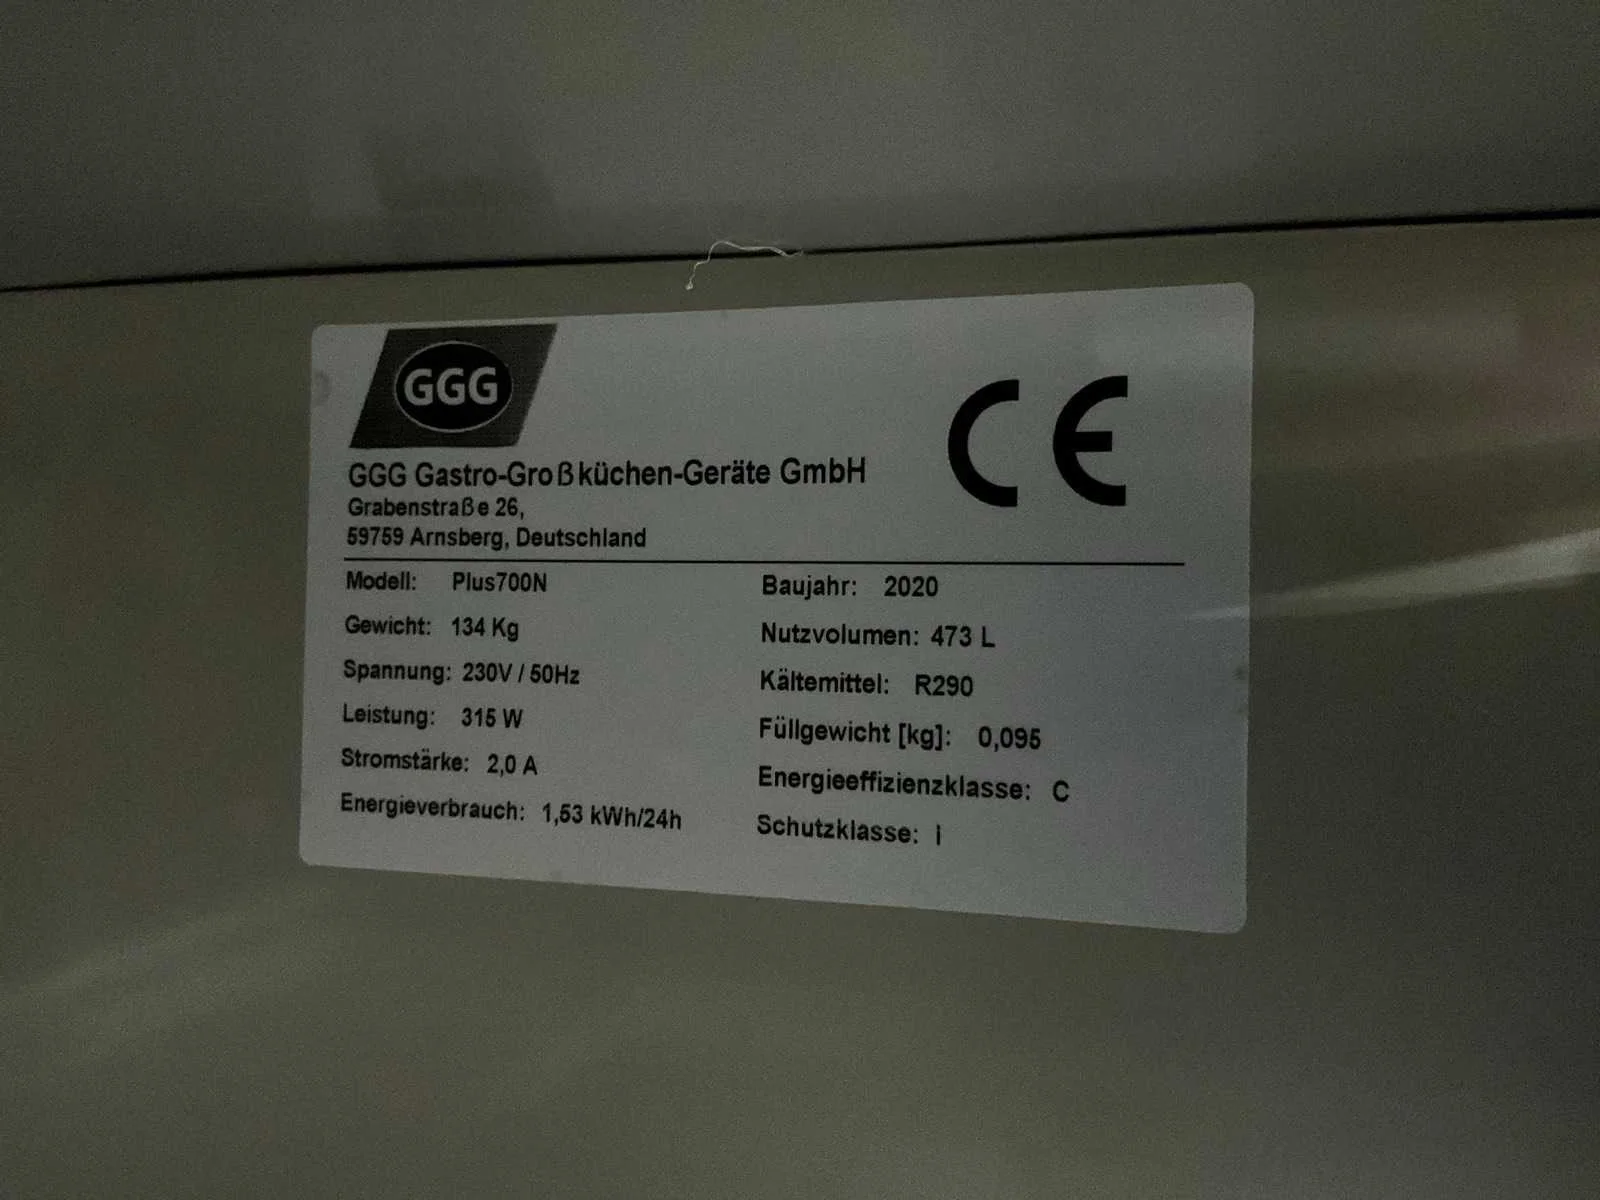 GGG
CE
GGG Gastro-Großküchen-Geräte GmbH
Grabenstraße 26,
59759 Arnsberg, Deutschland
Modell: Plus700N
Gewicht: 134 Kg
Spannung: 230V / 50Hz
Leistung: 315 W
Stromstärke: 2,0 A
Energieverbrauch: 1,53 kWh/24h
Baujahr: 2020
Nutzvolumen: 473 L
Kältemittel: R290
Füllgewicht [kg]: 0,095
Energieeffizienzklasse: C
Schutzklasse: i